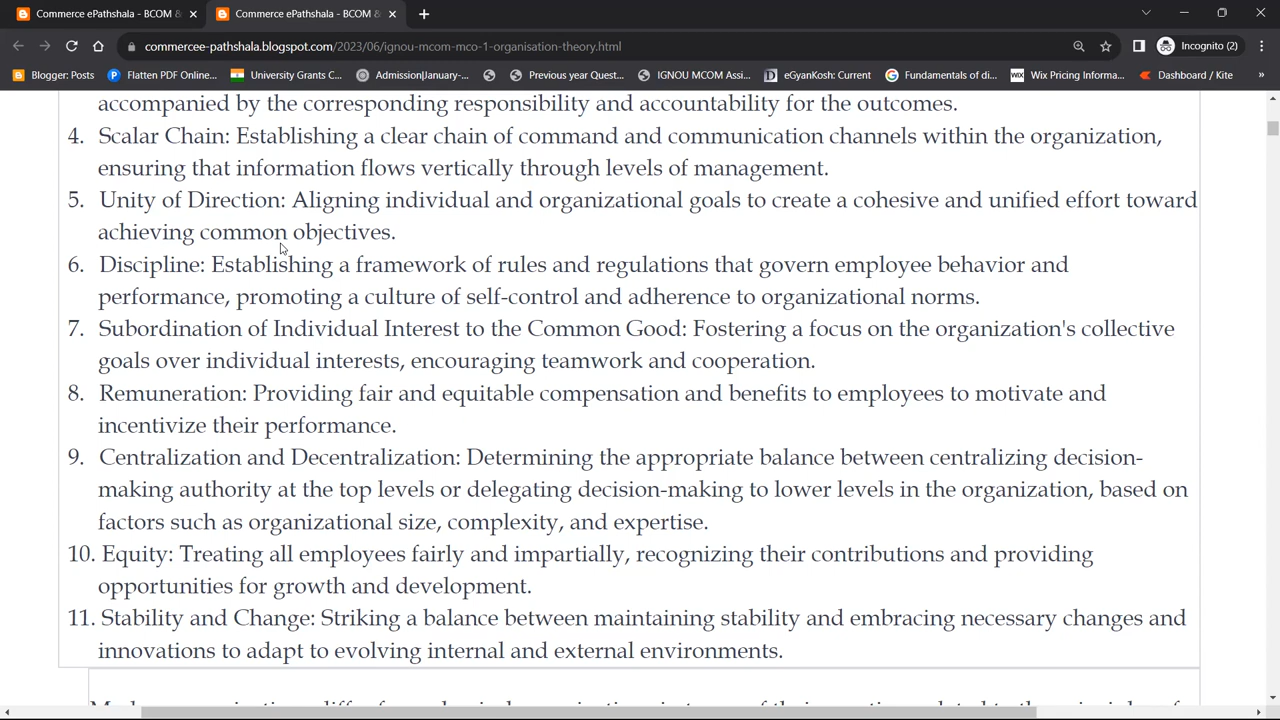 Commerce ePathshala - BCOM &
Commerce ePathshala - BCOM &
commercee-pathshala.blogspot.com/2023/06/ignou-mcom-mco-1-organisation-theory.html
Incognito (2)
Blogger: Posts
Flatten PDF Online...
University Grants C...
Admission|January-...
Previous year Quest...
IGNOU MCOM Assi...
eGyanKosh: Current
Fundamentals of di...
WIX
Wix Pricing Informa...
Dashboard / Kite
»
accompanied by the corresponding responsibility and accountability for the outcomes.
4. Scalar Chain: Establishing a clear chain of command and communication channels within the organization,
ensuring that information flows vertically through levels of management.
5. Unity of Direction: Aligning individual and organizational goals to create a cohesive and unified effort toward
achieving common objectives.
6. Discipline: Establishing a framework of rules and regulations that govern employee behavior and
performance, promoting a culture of self-control and adherence to organizational norms.
7. Subordination of Individual Interest to the Common Good: Fostering a focus on the organization's collective
goals over individual interests, encouraging teamwork and cooperation.
8. Remuneration: Providing fair and equitable compensation and benefits to employees to motivate and
incentivize their performance.
9. Centralization and Decentralization: Determining the appropriate balance between centralizing decision-
making authority at the top levels or delegating decision-making to lower levels in the organization, based on
factors such as organizational size, complexity, and expertise.
10. Equity: Treating all employees fairly and impartially, recognizing their contributions and providing
opportunities for growth and development.
11. Stability and Change: Striking a balance between maintaining stability and embracing necessary changes and
innovations to adapt to evolving internal and external environments.